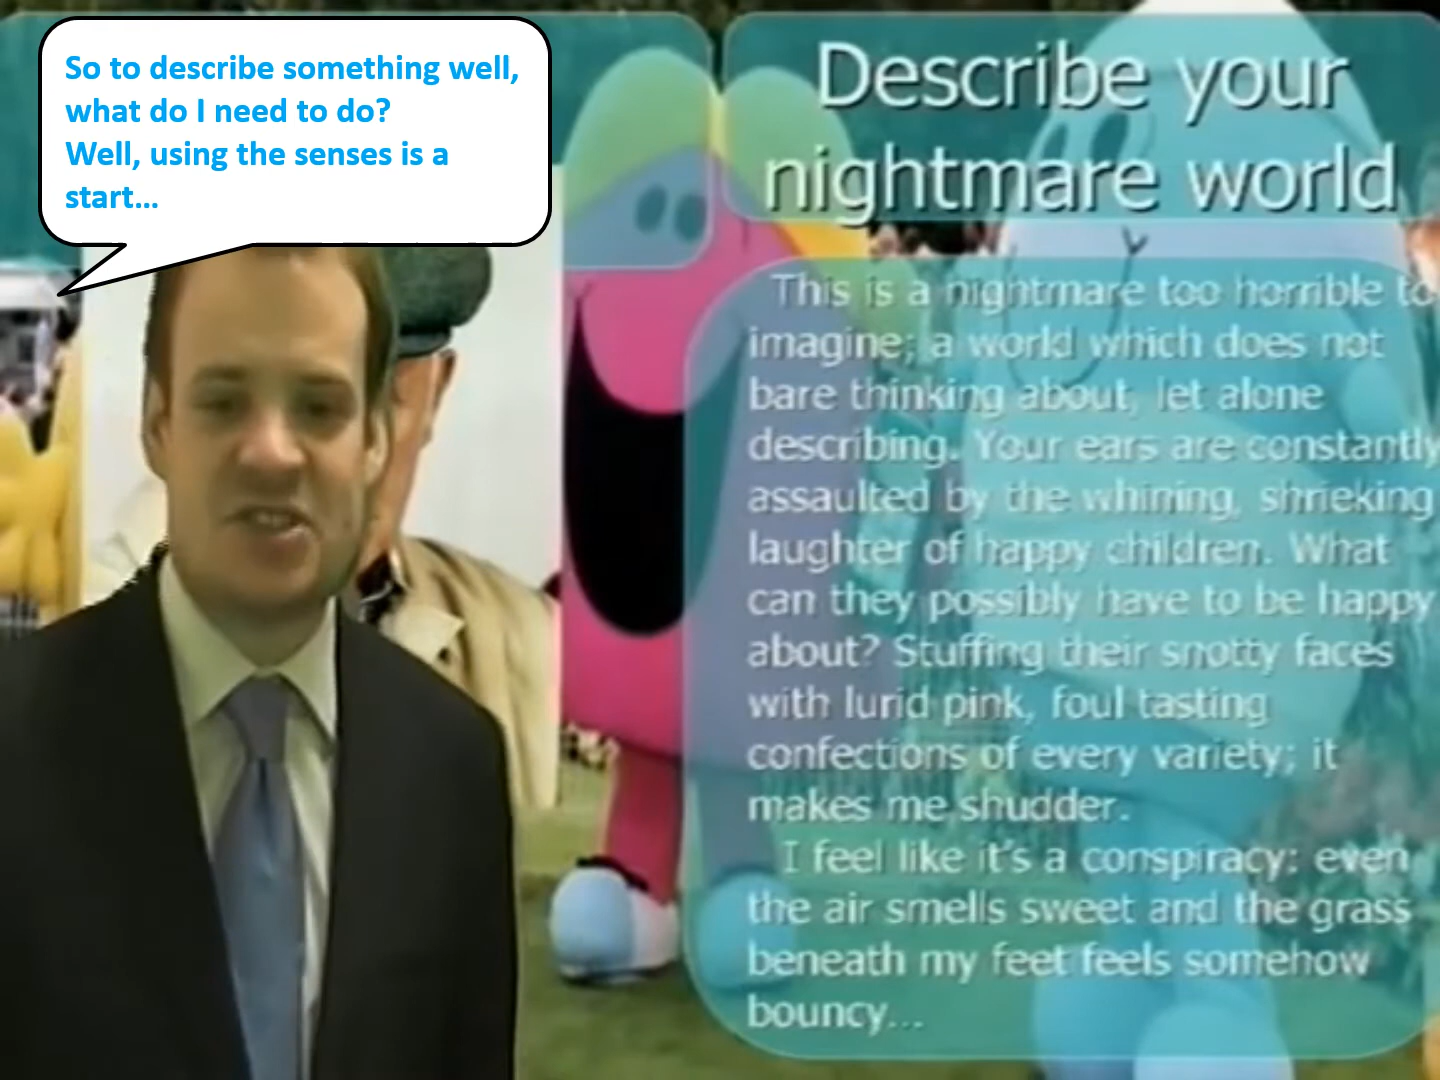 So to describe something well,
what do I need to do?
Well, using the senses is a
start...
Describe your
nightmare world
This is a nightmare too horrible to
imagine; a world which does not
bare thinking about, let alone
describing. Your ears are constantly
assaulted by the whining, shrieking
laughter of happy children. What
can they possibly have to be happy
about? Stuffing their snotty faces
with lurid pink, foul tasting
confections of every variety; it
makes me shudder.
I feel like it's a conspiracy: even
the air smells sweet and the grass
beneath my feet feels somehow
bouncy...